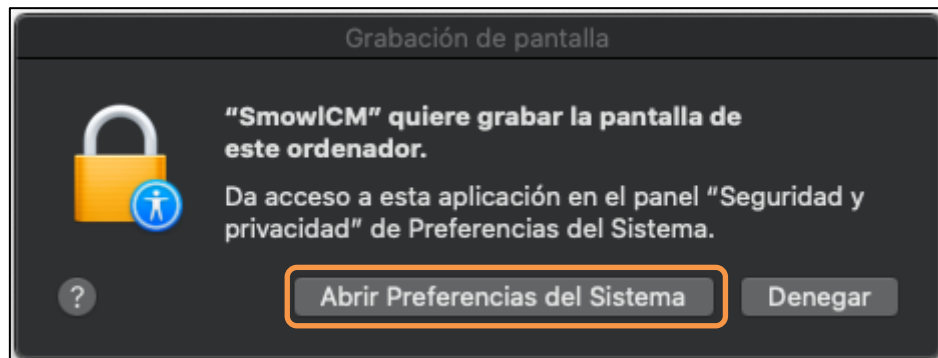 Grabación de pantalla
“SmowlCM” quiere grabar la pantalla de
este ordenador.
Da acceso a esta aplicación en el panel “Seguridad y
privacidad” de Preferencias del Sistema.
?
Abrir Preferencias del Sistema
Denegar